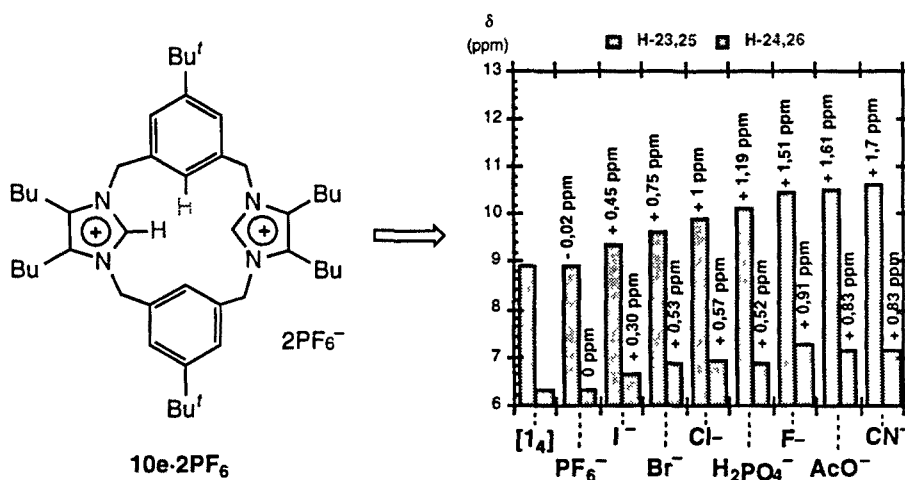 Bu^t
H
Bu
N
N
Bu
+
H
+
Bu
N
N
Bu
2PF₆⁻
Bu^t
10e·2PF₆
δ
(ppm)
H-23,25 H-24,26
13
12
11
10
9
8
7
6
- 0,02 ppm
0 ppm
+ 0,45 ppm
+ 0,30 ppm
+ 0,75 ppm
+ 0,53 ppm
+ 1 ppm
+ 0,57 ppm
+ 1,19 ppm
+ 0,52 ppm
+ 1,51 ppm
+ 0,91 ppm
+ 1,61 ppm
+ 0,83 ppm
+ 1,7 ppm
+ 0,83 ppm
[1₄] I⁻ Cl- F- CN⁻
PF₆⁻ Br⁻ H₂PO₄⁻ AcO⁻